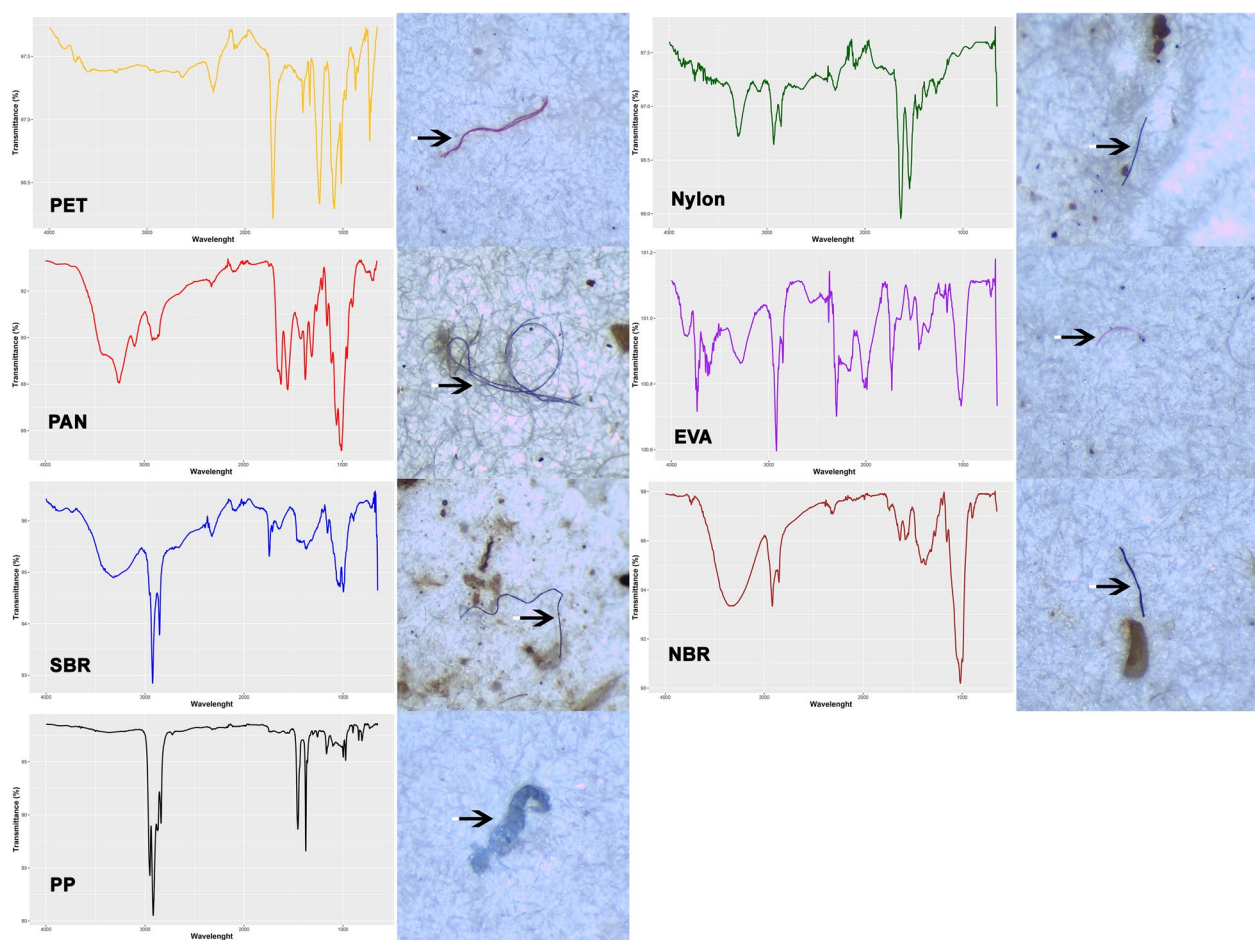 97.5
97.0
96.5
Transmittance (%)
PET
4000 3000 2000 1000
Wavelenght
97.5
97.0
96.5
96.0
Transmittance (%)
Nylon
4000 3000 2000 1000
Wavelenght
92
90
88
86
Transmittance (%)
PAN
4000 3000 2000 1000
Wavelenght
101.2
101.0
100.8
100.6
Transmittance (%)
EVA
4000 3000 2000 1000
Wavelenght
96
95
94
93
Transmittance (%)
SBR
4000 3000 2000 1000
Wavelenght
98
96
94
92
90
Transmittance (%)
NBR
4000 3000 2000 1000
Wavelenght
95
90
85
80
Transmittance (%)
PP
4000 3000 2000 1000
Wavelenght